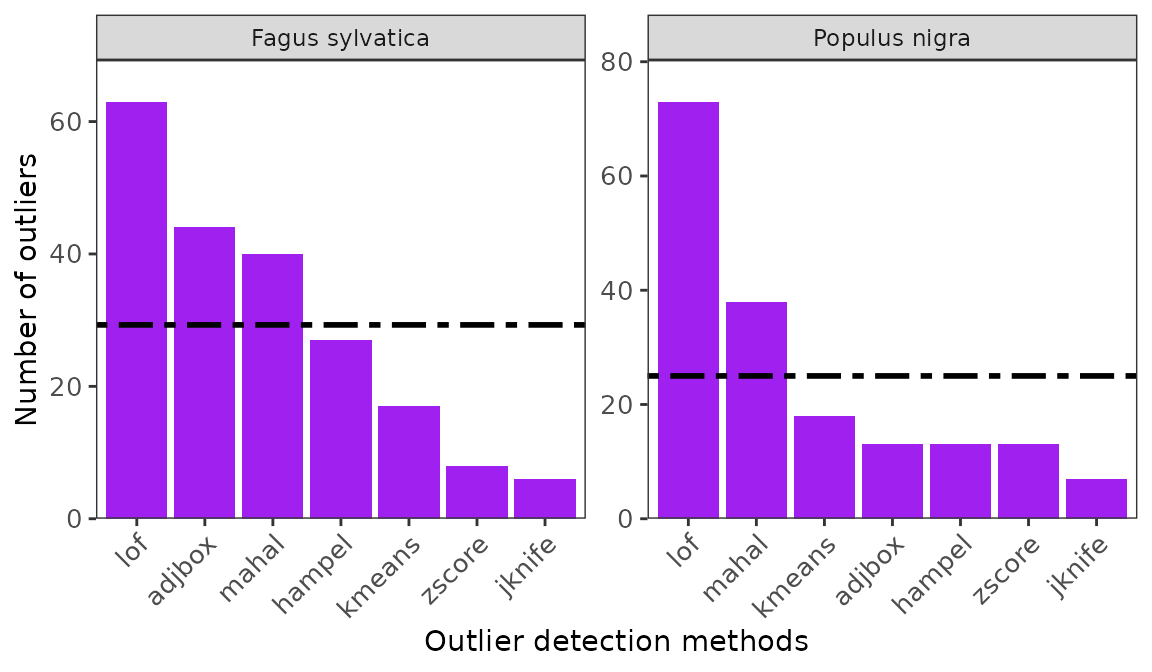 Fagus sylvatica
Populus nigra
Number of outliers
60
40
20
0
80
60
40
20
0
lof
adjbox
mahal
hampel
kmeans
zscore
jknife
lof
mahal
kmeans
adjbox
hampel
zscore
jknife
Outlier detection methods